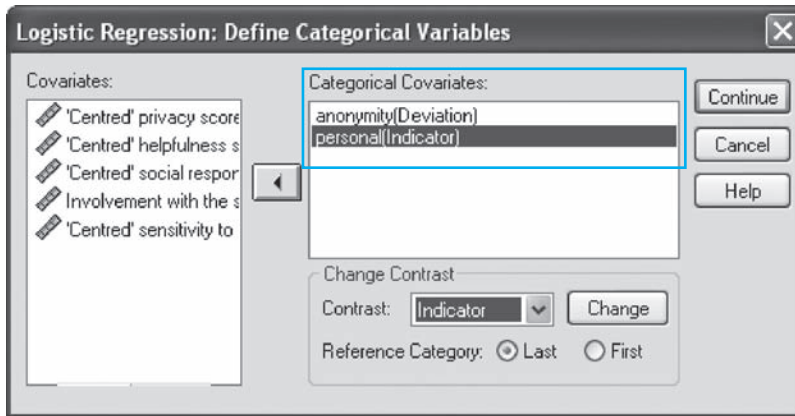 Logistic Regression: Define Categorical Variables
Covariates:
'Centred' privacy score
'Centred' helpfulness s
'Centred' social respor
Involvement with the s
'Centred' sensitivity to
Categorical Covariates:
anonymity(Deviation)
personal(Indicator)
Continue
Cancel
Help
Change Contrast
Contrast: Indicator Change
Reference Category: Last First